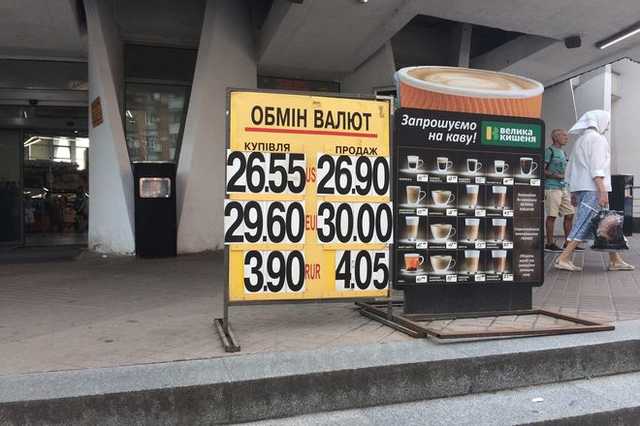 ОБМІН ВАЛЮТ
КУПІВЛЯ ПРОДАЖ
26.55 US 26.90
29.60 EU 30.00
3.90 RUR 4.05
Запрошуємо
на каву!
велика
кишеня